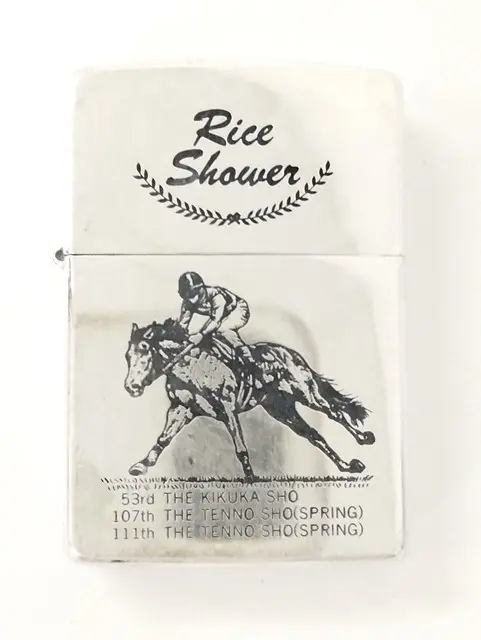 Rice
Shower
53rd THE KIKUKA SHO
107th THE TENNO SHO(SPRING)
111th THE TENNO SHO(SPRING)